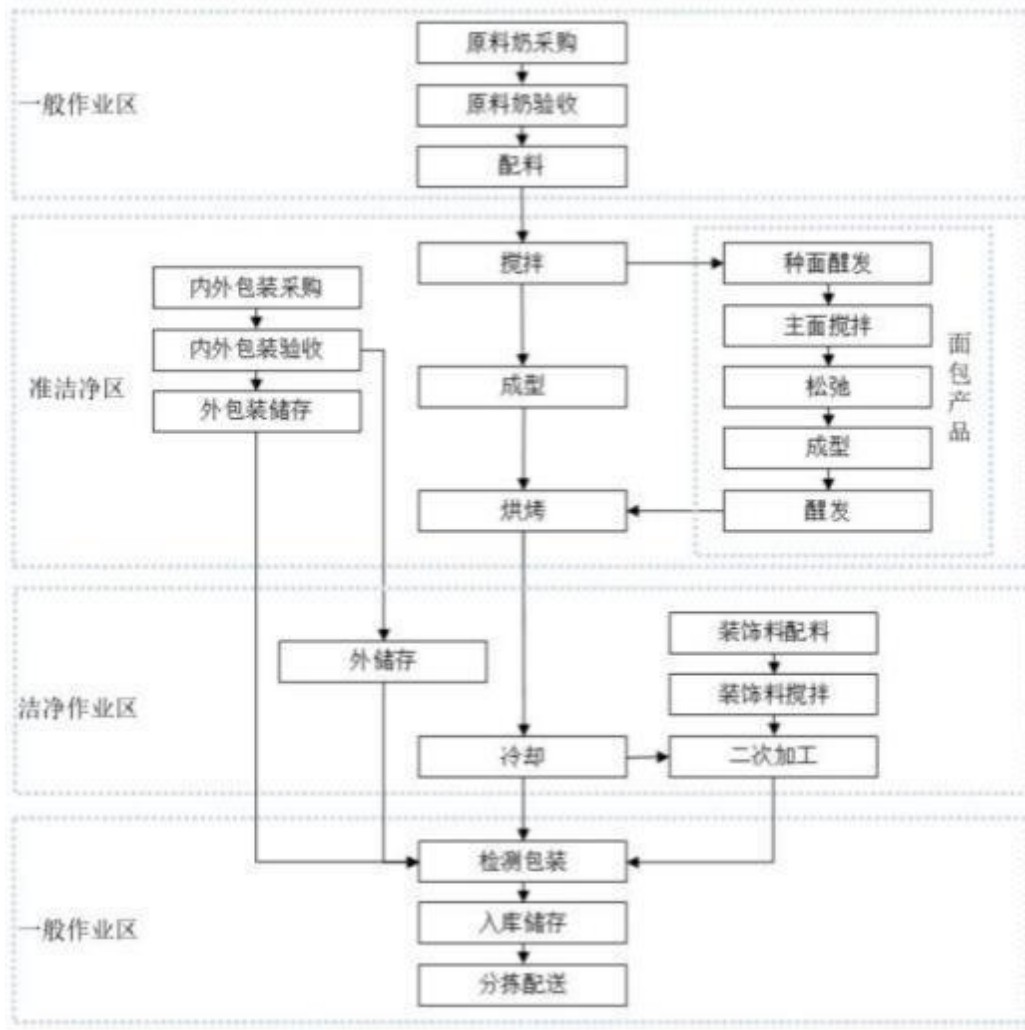 原料奶采购
一般作业区
原料奶验收
配料
搅拌
种面醒发
内外包装采购
主面搅拌
内外包装验收
面包产品
准洁净区
成型
松弛
外包装储存
成型
烘烤
醒发
装饰料配料
外储存
装饰料搅拌
洁净作业区
冷却
二次加工
检测包装
一般作业区
入库储存
分拣配送